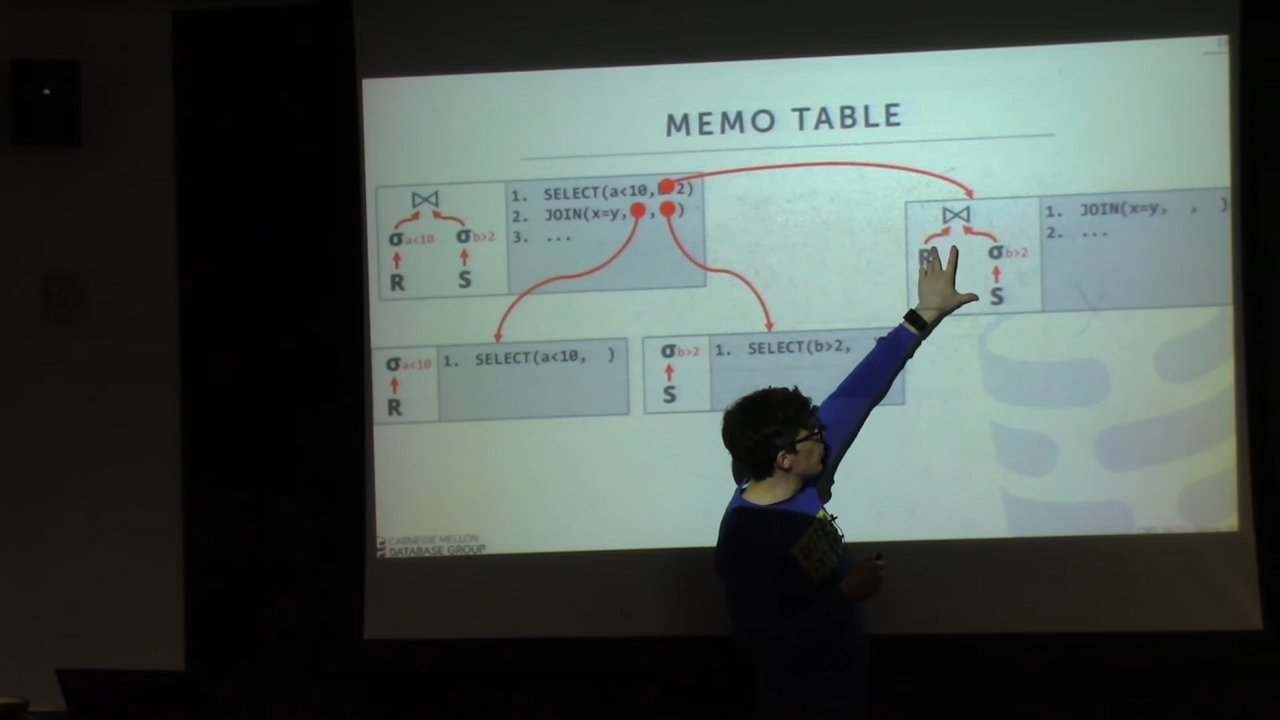 MEMO TABLE
⋈
σa<10 σb>2
R S
1. SELECT(a<10, 2)
2. JOIN(x=y, , )
3. ...
⋈
R σb>2
S
1. JOIN(x=y, , )
2. ...
σa<10
R
1. SELECT(a<10, )
σb>2
S
1. SELECT(b>2,
CARNEGIE MELLON
DATABASE GROUP